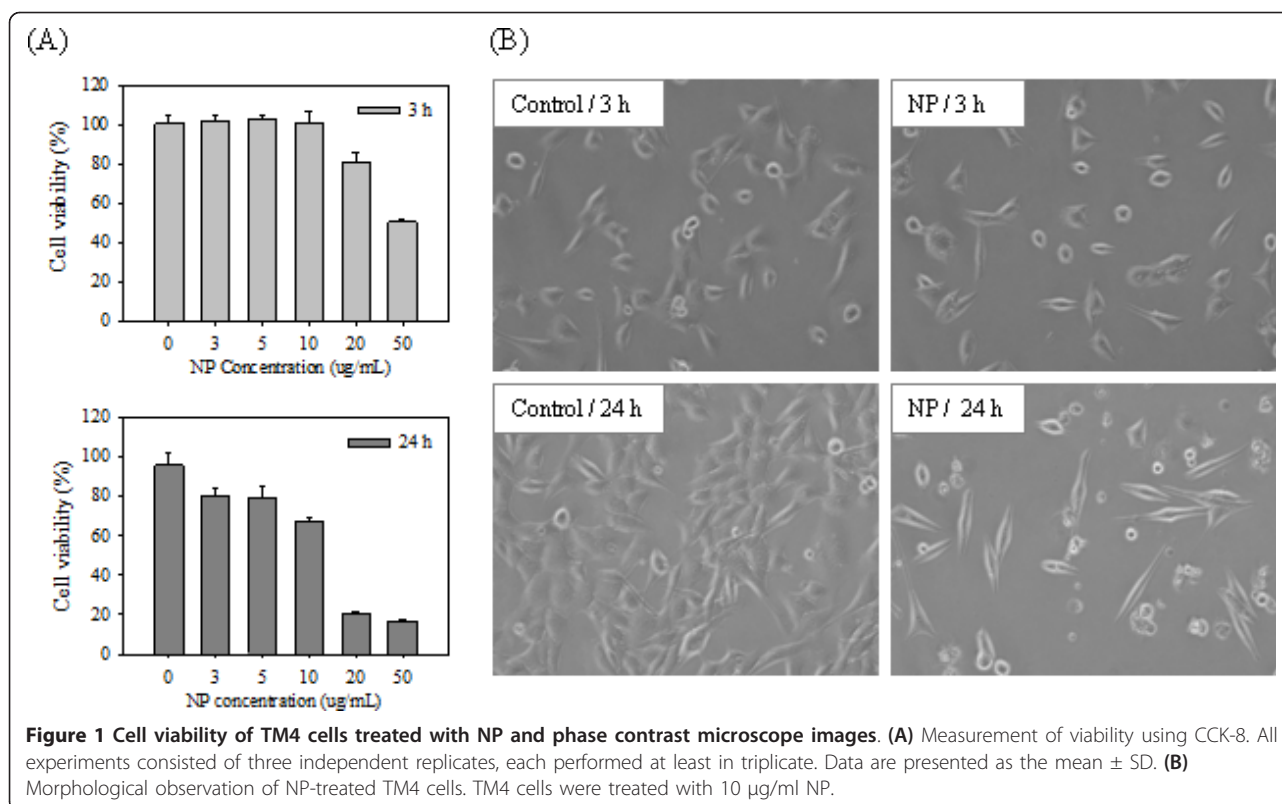 (A)
(B)
120
100
80
60
40
20
0
Cell viability (%)
3 h
0 3 5 10 20 50
NP Concentration (ug/mL)
120
100
80
60
40
20
0
Cell viability (%)
24 h
0 3 5 10 20 50
NP concentration (ug/mL)
Control / 3 h
NP / 3 h
Control / 24 h
NP / 24 h
Figure 1 Cell viability of TM4 cells treated with NP and phase contrast microscope images. (A) Measurement of viability using CCK-8. All
experiments consisted of three independent replicates, each performed at least in triplicate. Data are presented as the mean ± SD. (B)
Morphological observation of NP-treated TM4 cells. TM4 cells were treated with 10 μg/ml NP.